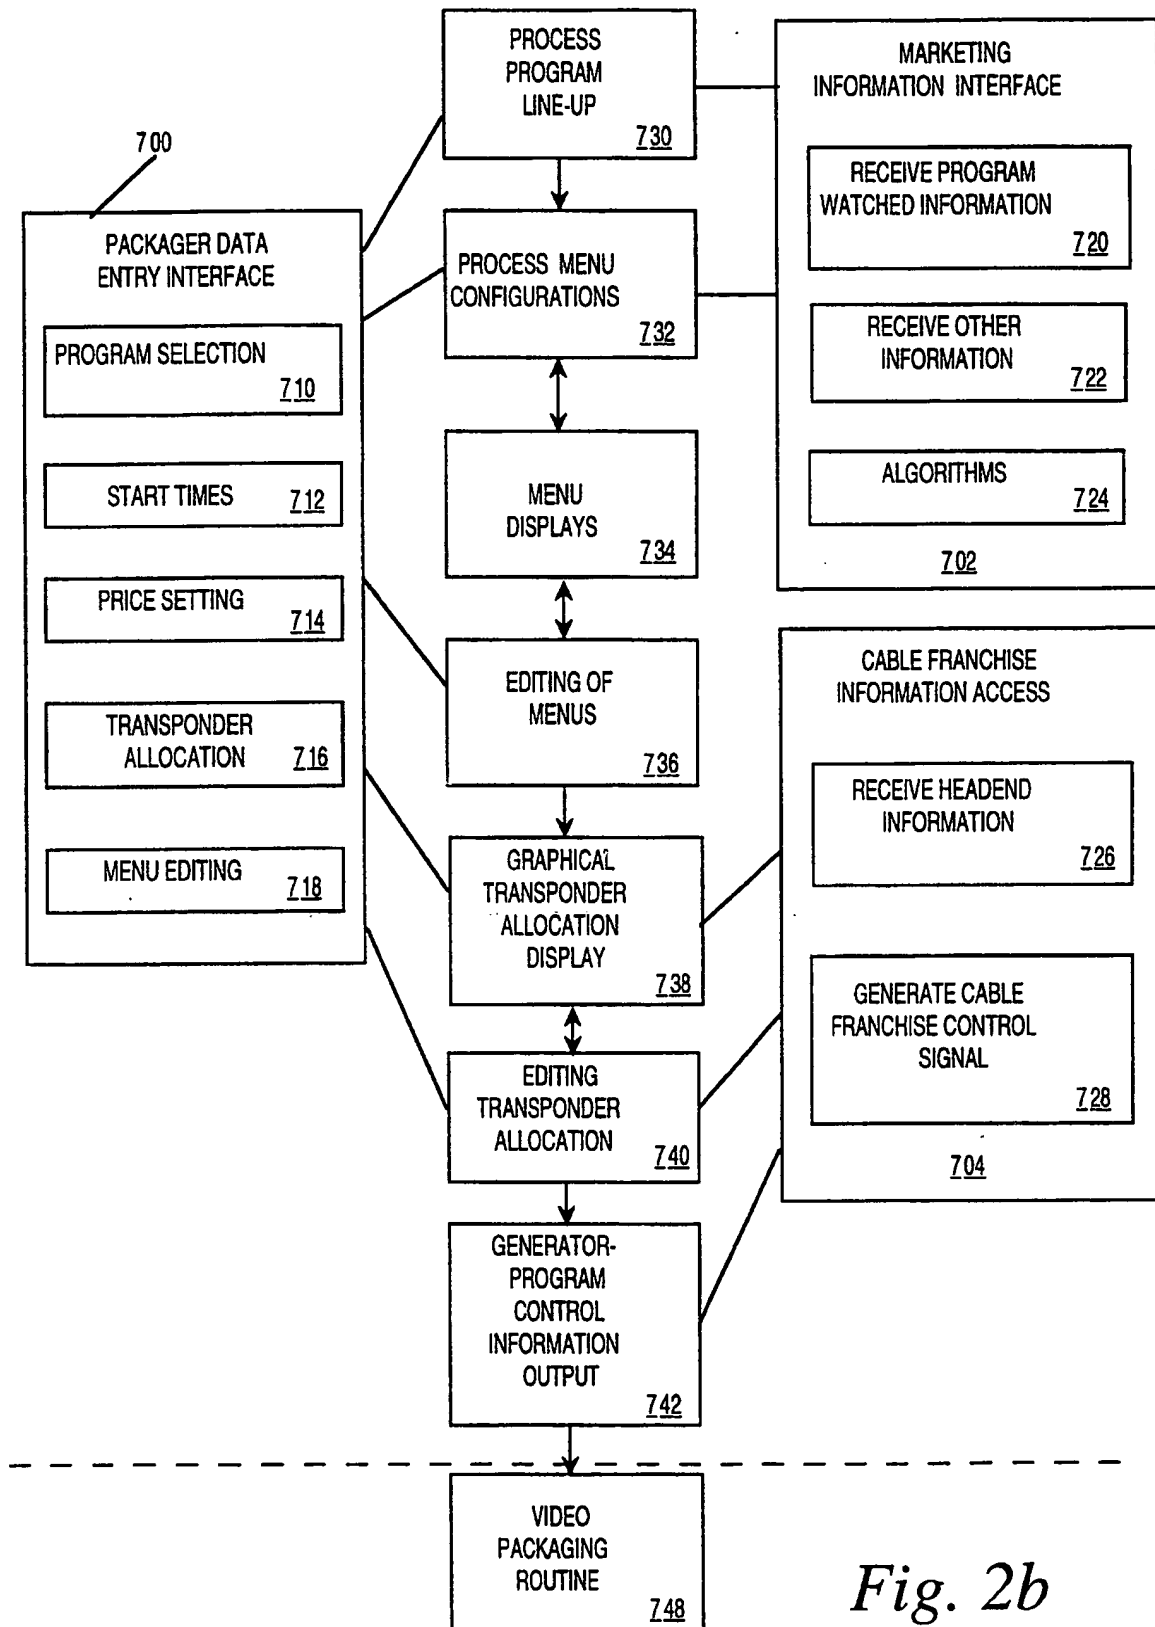 PROCESS
PROGRAM
LINE-UP
730
MARKETING
INFORMATION INTERFACE
RECEIVE PROGRAM
WATCHED INFORMATION
720
RECEIVE OTHER
INFORMATION
722
ALGORITHMS
724
702
700
PACKAGER DATA
ENTRY INTERFACE
PROGRAM SELECTION
710
START TIMES 712
PRICE SETTING
714
TRANSPONDER
ALLOCATION 716
MENU EDITING 718
PROCESS MENU
CONFIGURATIONS
732
MENU
DISPLAYS
734
EDITING OF
MENUS
736
GRAPHICAL
TRANSPONDER
ALLOCATION
DISPLAY
738
EDITING
TRANSPONDER
ALLOCATION
740
GENERATOR-
PROGRAM
CONTROL
INFORMATION
OUTPUT
742
CABLE FRANCHISE
INFORMATION ACCESS
RECEIVE HEADEND
INFORMATION
726
GENERATE CABLE
FRANCHISE CONTROL
SIGNAL
728
704
VIDEO
PACKAGING
ROUTINE
748
Fig. 2b